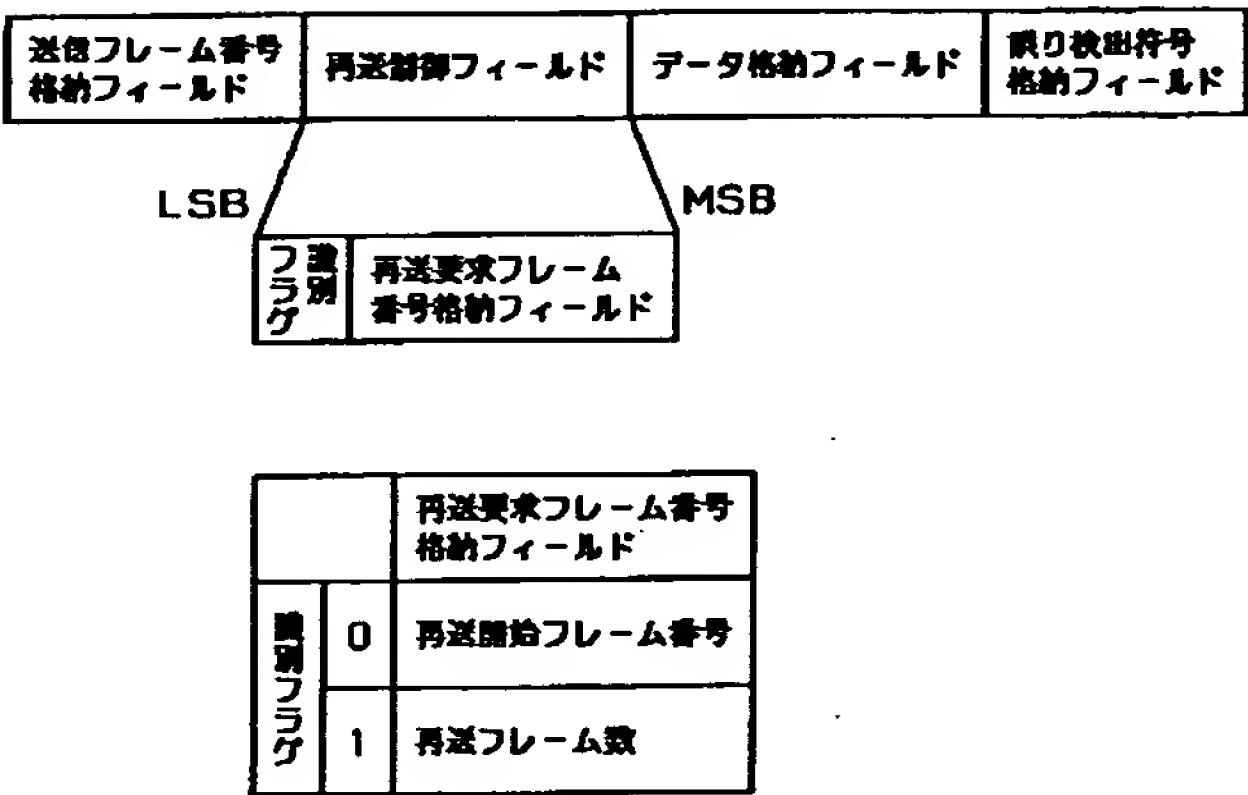 送信フレーム番号
格納フィールド
再送制御フィールド
データ格納フィールド
誤り検出符号
格納フィールド
LSB
MSB
識別
フラグ
再送要求フレーム
番号格納フィールド
再送要求フレーム番号
格納フィールド
識別フラグ
0
再送開始フレーム番号
1
再送フレーム数